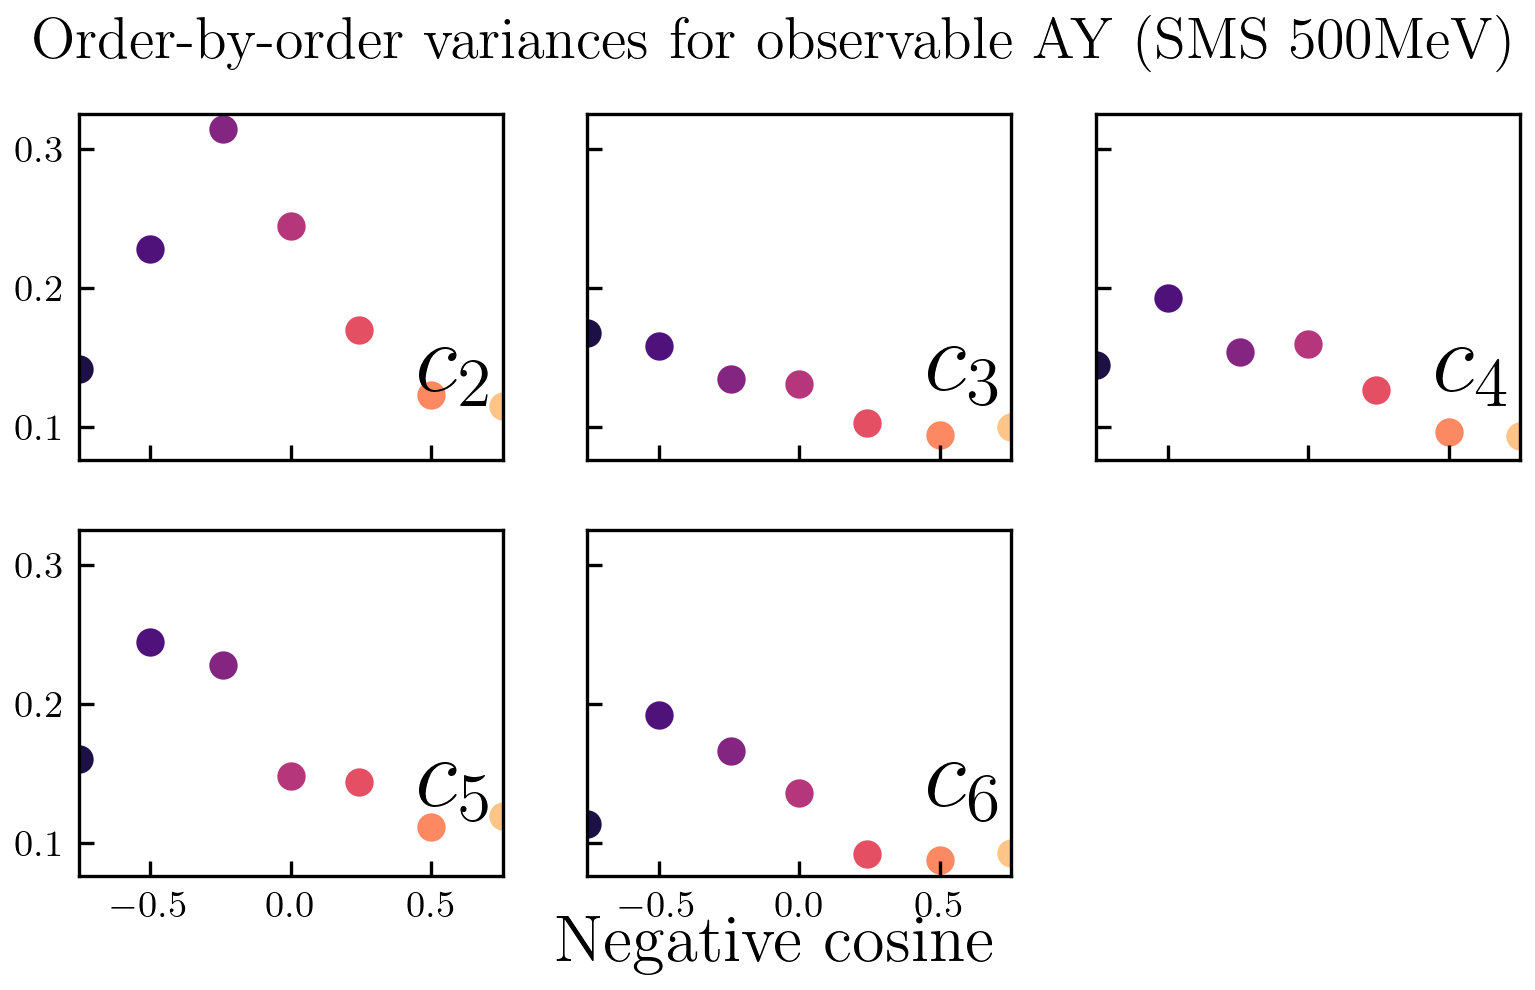 Order-by-order variances for observable AY (SMS 500MeV)
0.3
0.2
0.1
c2
c3
c4
0.3
0.2
0.1
c5
c6
−0.5 0.0 0.5
−0.5 0.0 0.5
Negative cosine